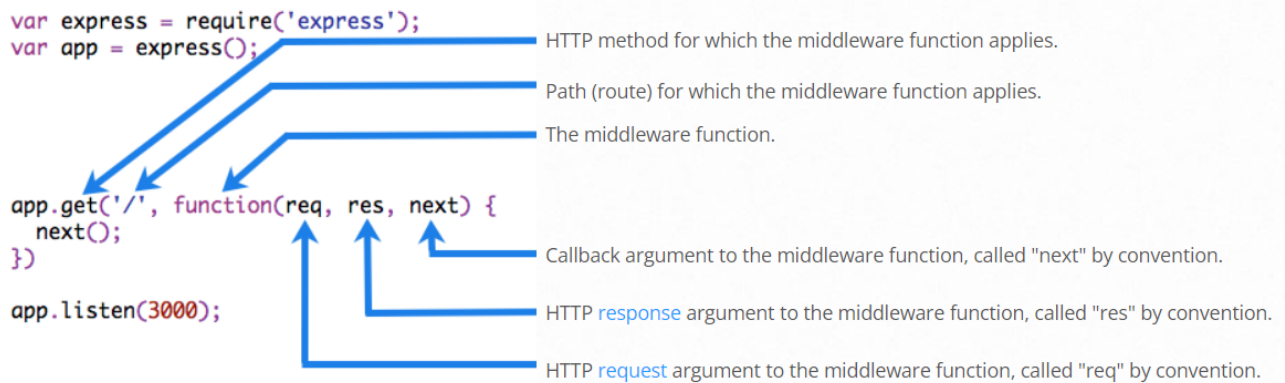 var express = require('express');
var app = express();
HTTP method for which the middleware function applies.
Path (route) for which the middleware function applies.
The middleware function.
app.get('/', function(req, res, next) {
next();
})
Callback argument to the middleware function, called "next" by convention.
app.listen(3000);
HTTP response argument to the middleware function, called "res" by convention.
HTTP request argument to the middleware function, called "req" by convention.